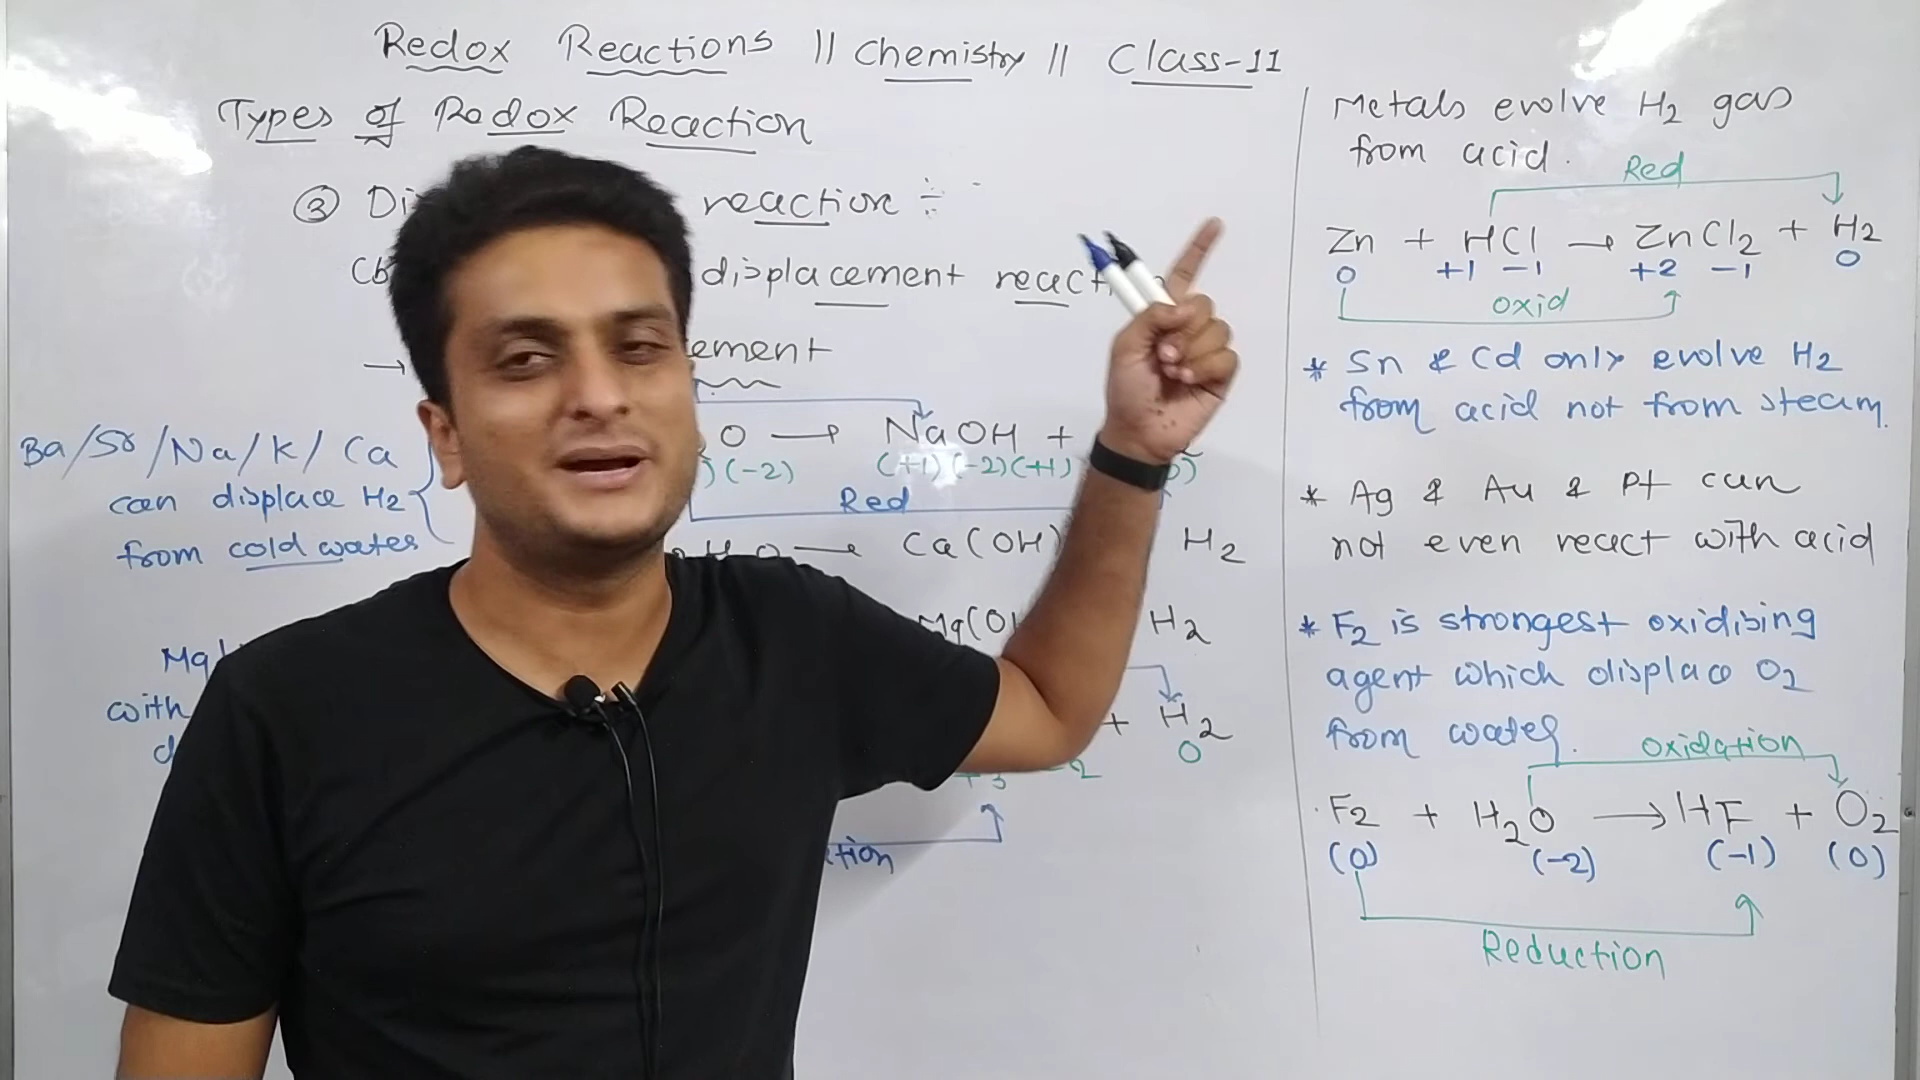 Redox Reactions || Chemistry || Class-11
Types of Redox Reaction
③ Di reaction ÷
displacement react
→ ement
O → NaOH +
(-2) (+1)(-2)(+1)
Red
Ba/Sr/Na/K/Ca
can displace H2
from cold water
→ Ca(OH) H2
Mg(OH H2
Mg
with
+ H2
0
+3 -2
ction
Metals evolve H2 gas
from acid.
Red
Zn + HCl → ZnCl2 + H2
0 +1 -1 +2 -1 0
oxid
* Sn & Cd only evolve H2
from acid not from steam.
* Ag & Au & Pt can
not even react with acid
* F2 is strongest oxidising
agent which displace O2
from water.
oxidation
F2 + H2O → HF + O2
(0) (-2) (-1) (0)
Reduction